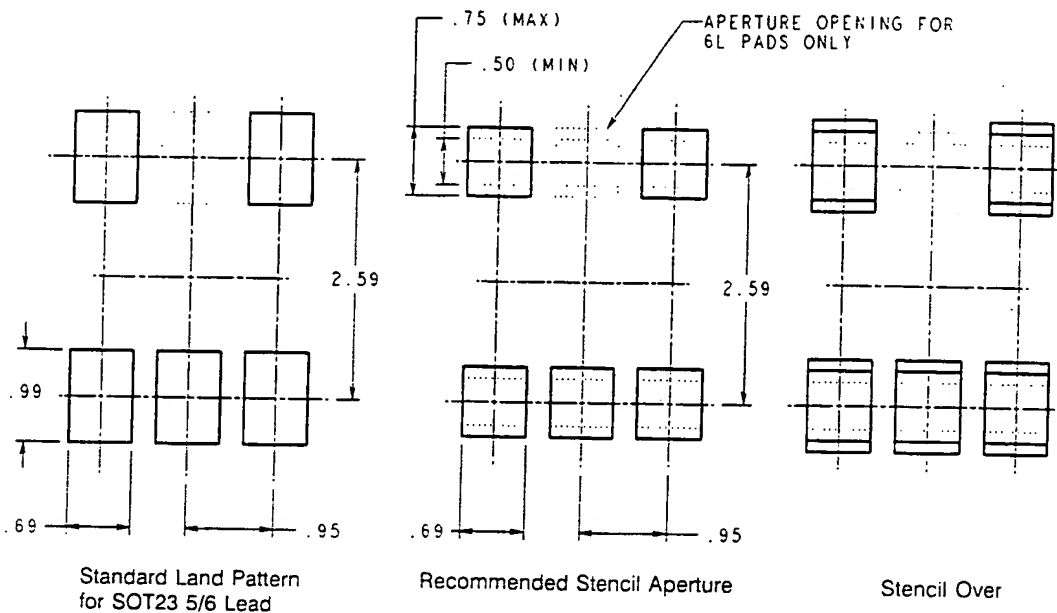 .75 (MAX)
APERTURE OPENING FOR
6L PADS ONLY
.50 (MIN)
2.59
2.59
.99
.69
.95
.69
.95
Standard Land Pattern
for SOT23 5/6 Lead
Recommended Stencil Aperture
Stencil Over